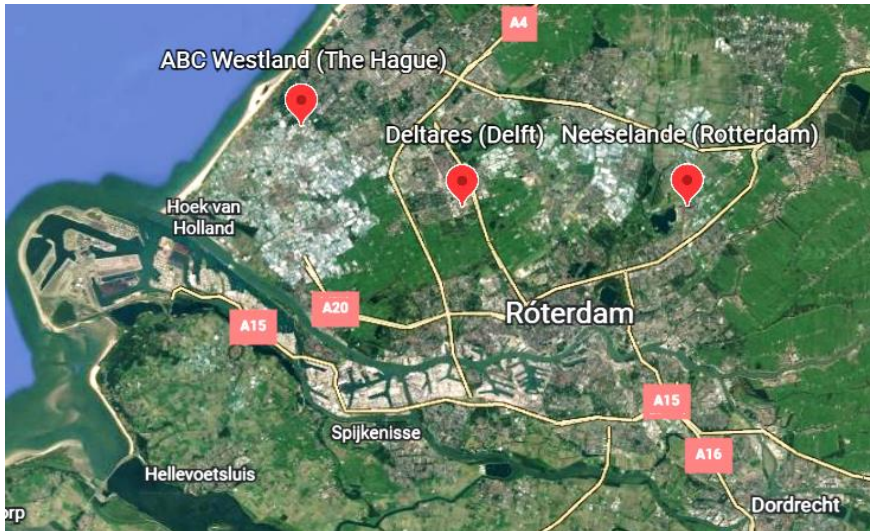 A4
ABC Westland (The Hague)
Deltares (Delft)
Neeselande (Rotterdam)
Hoek van
Holland
A20
Róterdam
A15
A15
Spijkenisse
A16
Hellevoetsluis
Dordrecht
orp